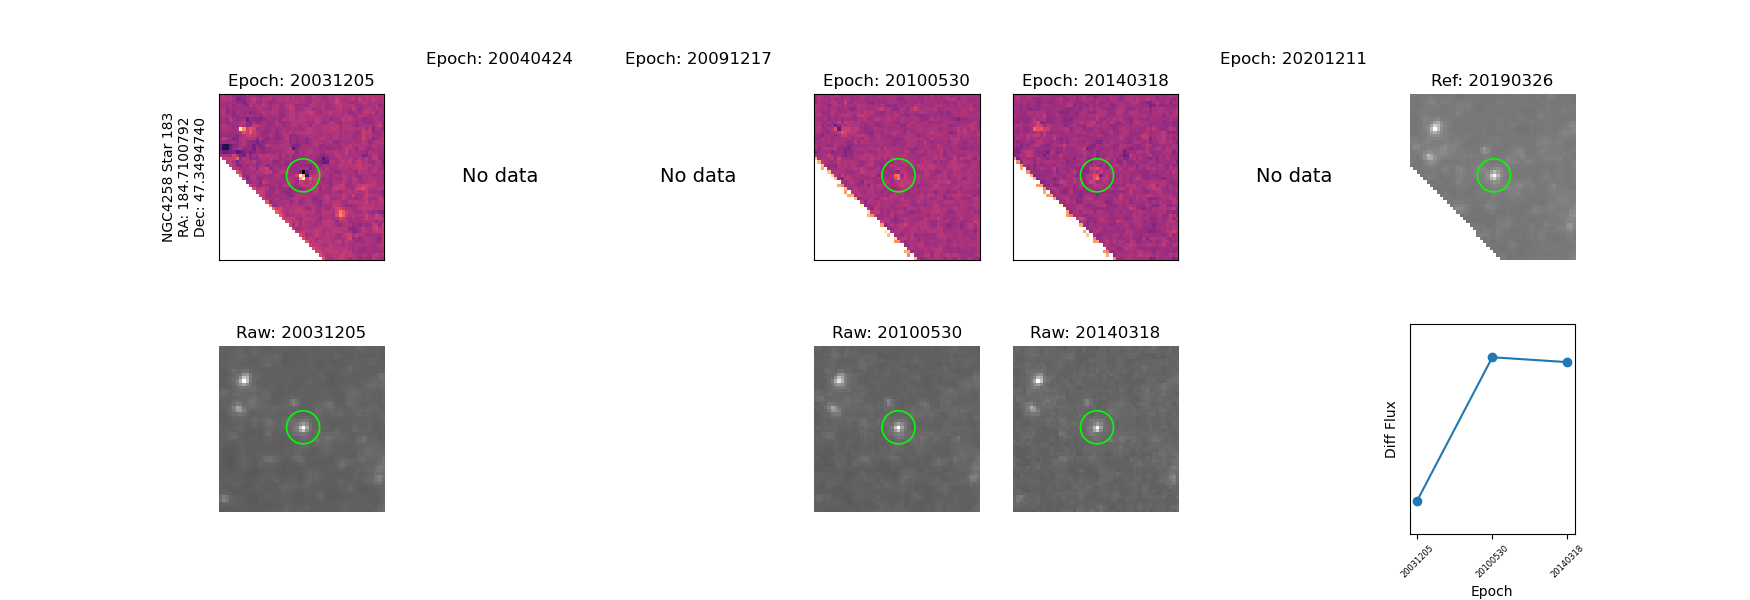 Epoch: 20040424
Epoch: 20091217
Epoch: 20201211
Epoch: 20031205
Epoch: 20100530
Epoch: 20140318
Ref: 20190326
NGC4258 Star 183
RA: 184.7100792
Dec: 47.3494740
No data
No data
No data
Raw: 20031205
Raw: 20100530
Raw: 20140318
Diff Flux
20031205
20100530
20140318
Epoch